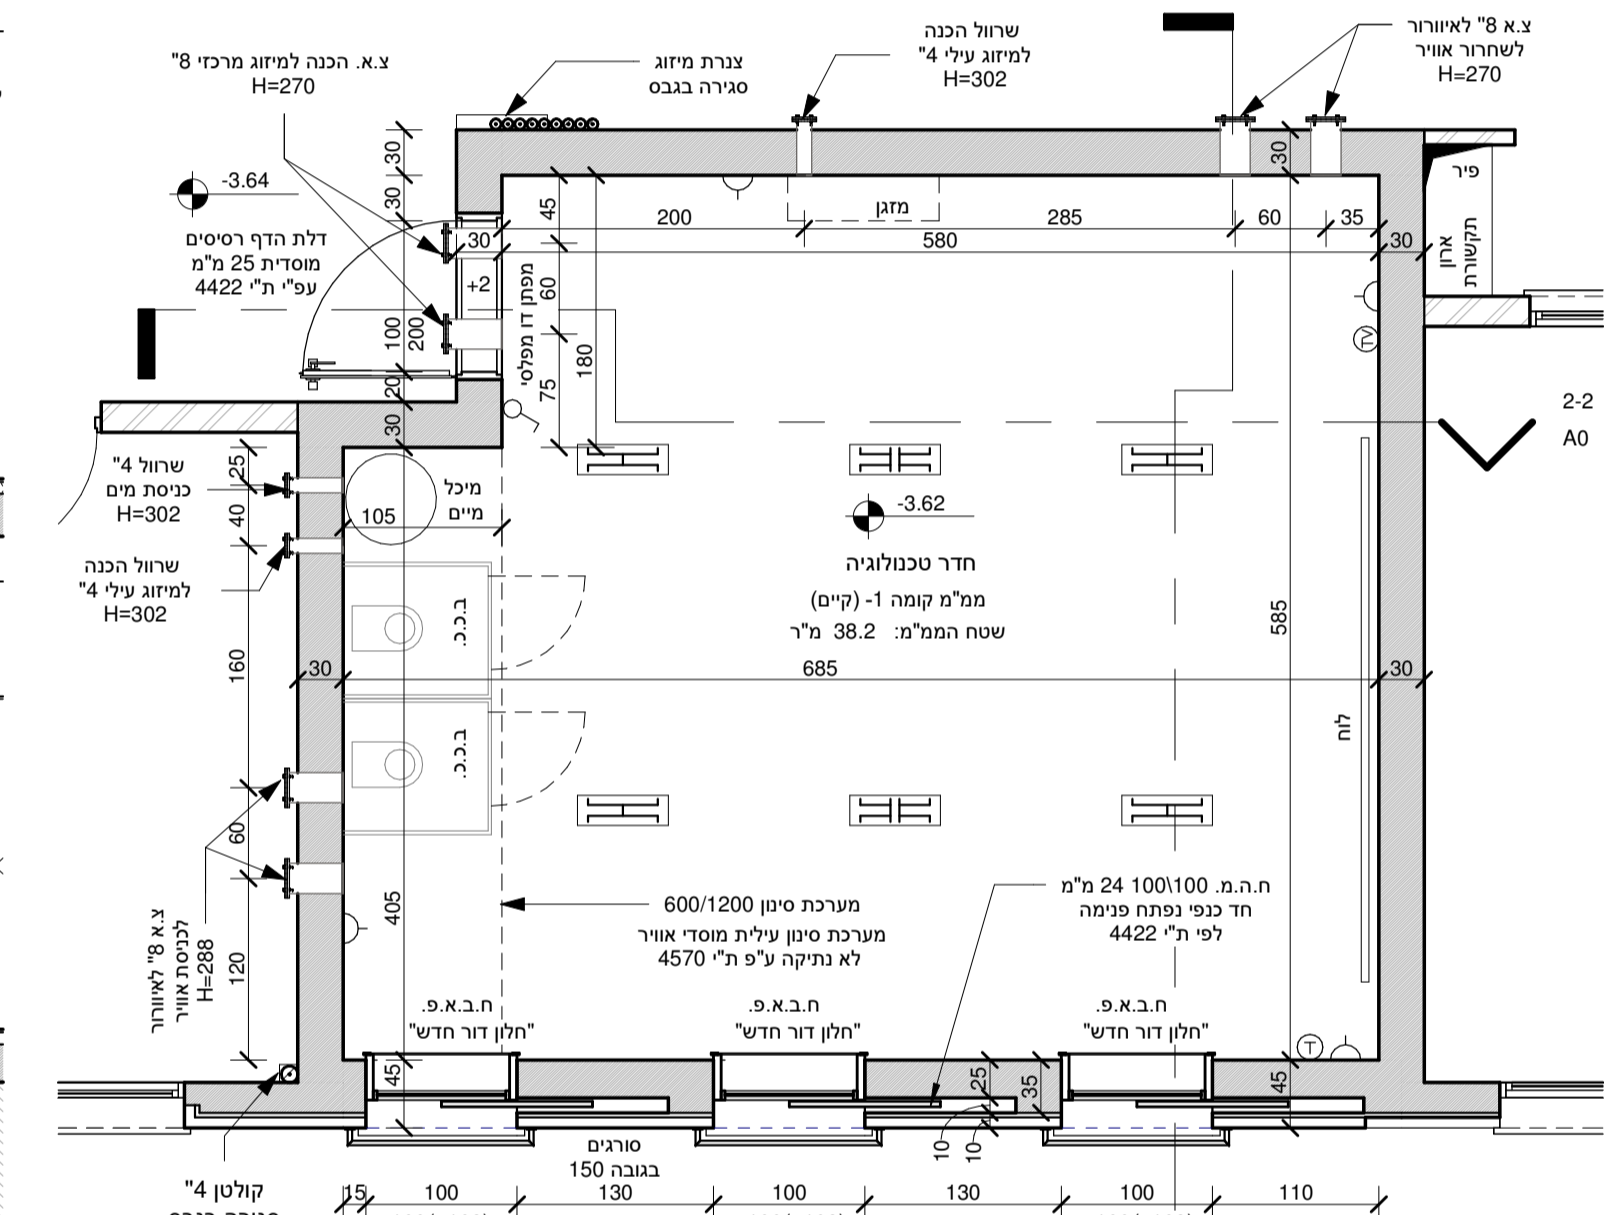 צ.א 8" לאיוורור
לשחרור אוויר
H=270
שרוול הכנה
למיזוג עילי 4"
H=302
צנרת מיזוג
סגירה בגבס
צ.א. הכנה למיזוג מרכזי 8"
H=270
30
30
30
-3.64
דלת הדף רסיסים
מוסדית 25 מ"מ
עפ"י ת"י 4422
45
200
מזגן
285
60
35
30
580
30
+2
מפתן דו מפלסי
60
100
200
180
75
20
30
פיר
ארון
תקשורת
TV
2-2
A0
שרוול 4"
כניסת מים
H=302
25
40
מיכל
מיים
105
-3.62
חדר טכנולוגיה
ממ"מ קומה 1- (קיים)
שטח הממ"מ: 38.2 מ"ר
שרוול הכנה
למיזוג עילי 4"
H=302
ב.כ.כ.
585
160
30
685
30
ב.כ.כ.
לוח
60
405
מערכת סינון 600/1200
מערכת סינון עילית מוסדי אוויר
לא נתיקה ע"פ ת"י 4570
ח.ה.מ. 100\100 24 מ"מ
חד כנפי נפתח פנימה
לפי ת"י 4422
צ.א 8" לאיוורור
לכניסת אוויר
H=288
120
ח.ב.א.פ.
"חלון דור חדש"
ח.ב.א.פ.
"חלון דור חדש"
ח.ב.א.פ.
"חלון דור חדש"
T
45
25
35
45
10
10
סורגים
בגובה 150
קולטן 4"
15
100
130
100
130
100
110